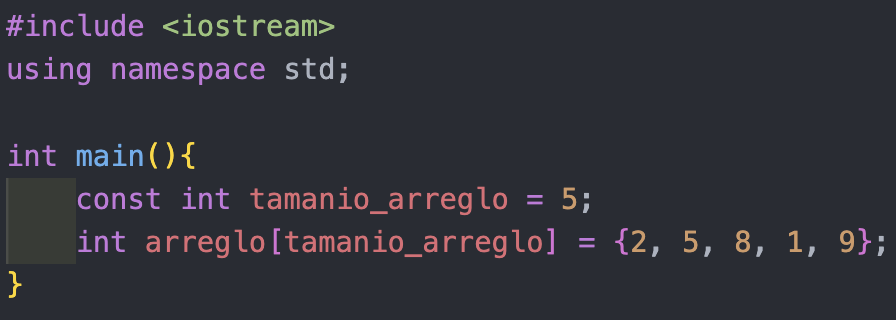 #include <iostream>
using namespace std;

int main(){
    const int tamanio_arreglo = 5;
    int arreglo[tamanio_arreglo] = {2, 5, 8, 1, 9};
}